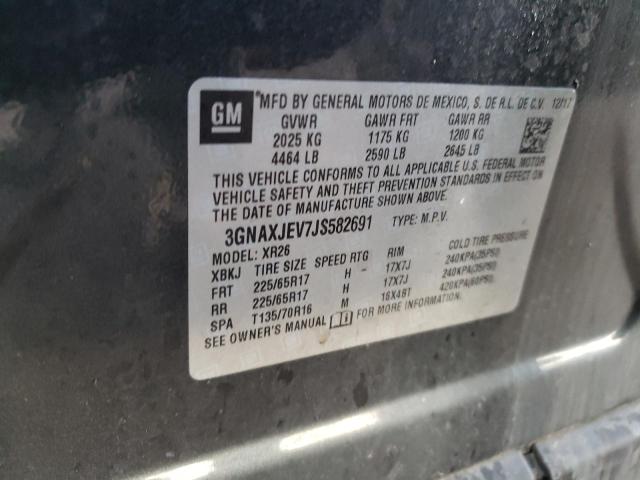 GM
*MFD BY GENERAL MOTORS DE MEXICO, S. DE R.L. DE C.V. 12/17
GVWR GAWR FRT GAWR RR
2025 KG 1175 KG 1200 KG
4464 LB 2590 LB 2645 LB
THIS VEHICLE CONFORMS TO ALL APPLICABLE U.S. FEDERAL MOTOR
VEHICLE SAFETY AND THEFT PREVENTION STANDARDS IN EFFECT ON
THE DATE OF MANUFACTURE SHOWN ABOVE.
3GNAXJEV7JS582691 TYPE: M.P.V.
MODEL: XR26
XBKJ TIRE SIZE SPEED RTG RIM COLD TIRE PRESSURE
FRT 225/65R17 H 17X7J 240KPA(35PSI)
RR 225/65R17 H 17X7J 240KPA(35PSI)
SPA T135/70R16 M 16X4BT 420KPA(60PSI)
SEE OWNER'S MANUAL FOR MORE INFORMATION.